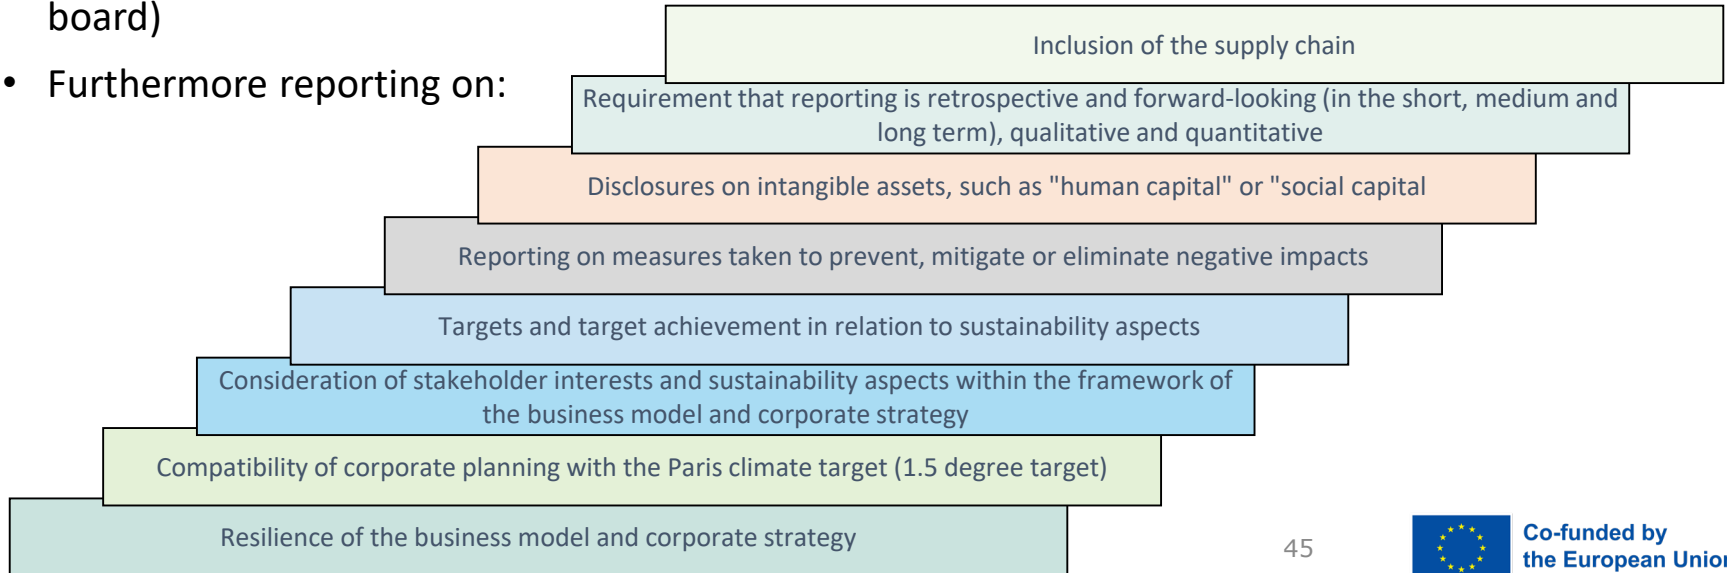 board)
• Furthermore reporting on:
Inclusion of the supply chain
Requirement that reporting is retrospective and forward-looking (in the short, medium and
long term), qualitative and quantitative
Disclosures on intangible assets, such as "human capital" or "social capital
Reporting on measures taken to prevent, mitigate or eliminate negative impacts
Targets and target achievement in relation to sustainability aspects
Consideration of stakeholder interests and sustainability aspects within the framework of
the business model and corporate strategy
Compatibility of corporate planning with the Paris climate target (1.5 degree target)
Resilience of the business model and corporate strategy
45
Co-funded by
the European Union